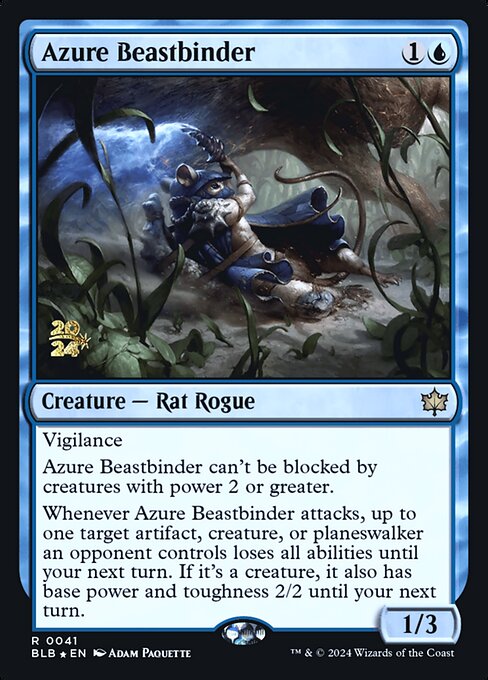 Azure Beastbinder 1
2024
Creature — Rat Rogue
Vigilance
Azure Beastbinder can't be blocked by
creatures with power 2 or greater.
Whenever Azure Beastbinder attacks, up to
one target artifact, creature, or planeswalker
an opponent controls loses all abilities until
your next turn. If it's a creature, it also has
base power and toughness 2/2 until your next
turn.
1/3
R 0041
BLB ★ EN Adam Paquette
™ & © 2024 Wizards of the Coast